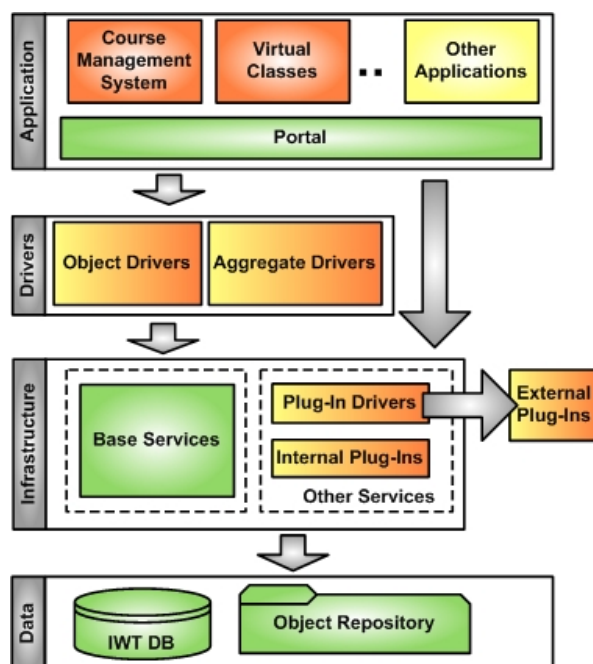 Application
Course
Management
System
Virtual
Classes
..
Other
Applications
Portal
Drivers
Object Drivers
Aggregate Drivers
Infrastructure
Base Services
Plug-In Drivers
Internal Plug-Ins
Other Services
External
Plug-Ins
Data
IWT DB
Object Repository